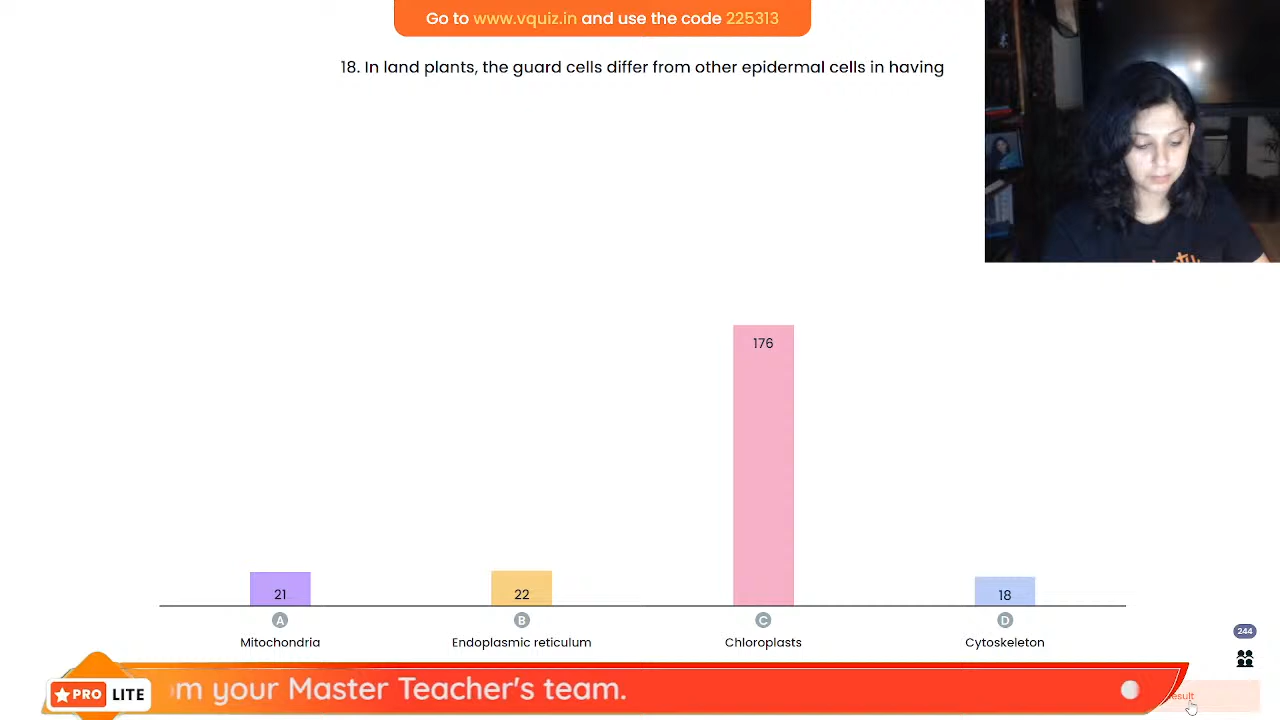 Go to www.vquiz.in and use the code 225313
18. In land plants, the guard cells differ from other epidermal cells in having
176
21
22
18
A
B
C
D
Mitochondria
Endoplasmic reticulum
Chloroplasts
Cytoskeleton
244
PRO LITE
your Master Teacher's team.